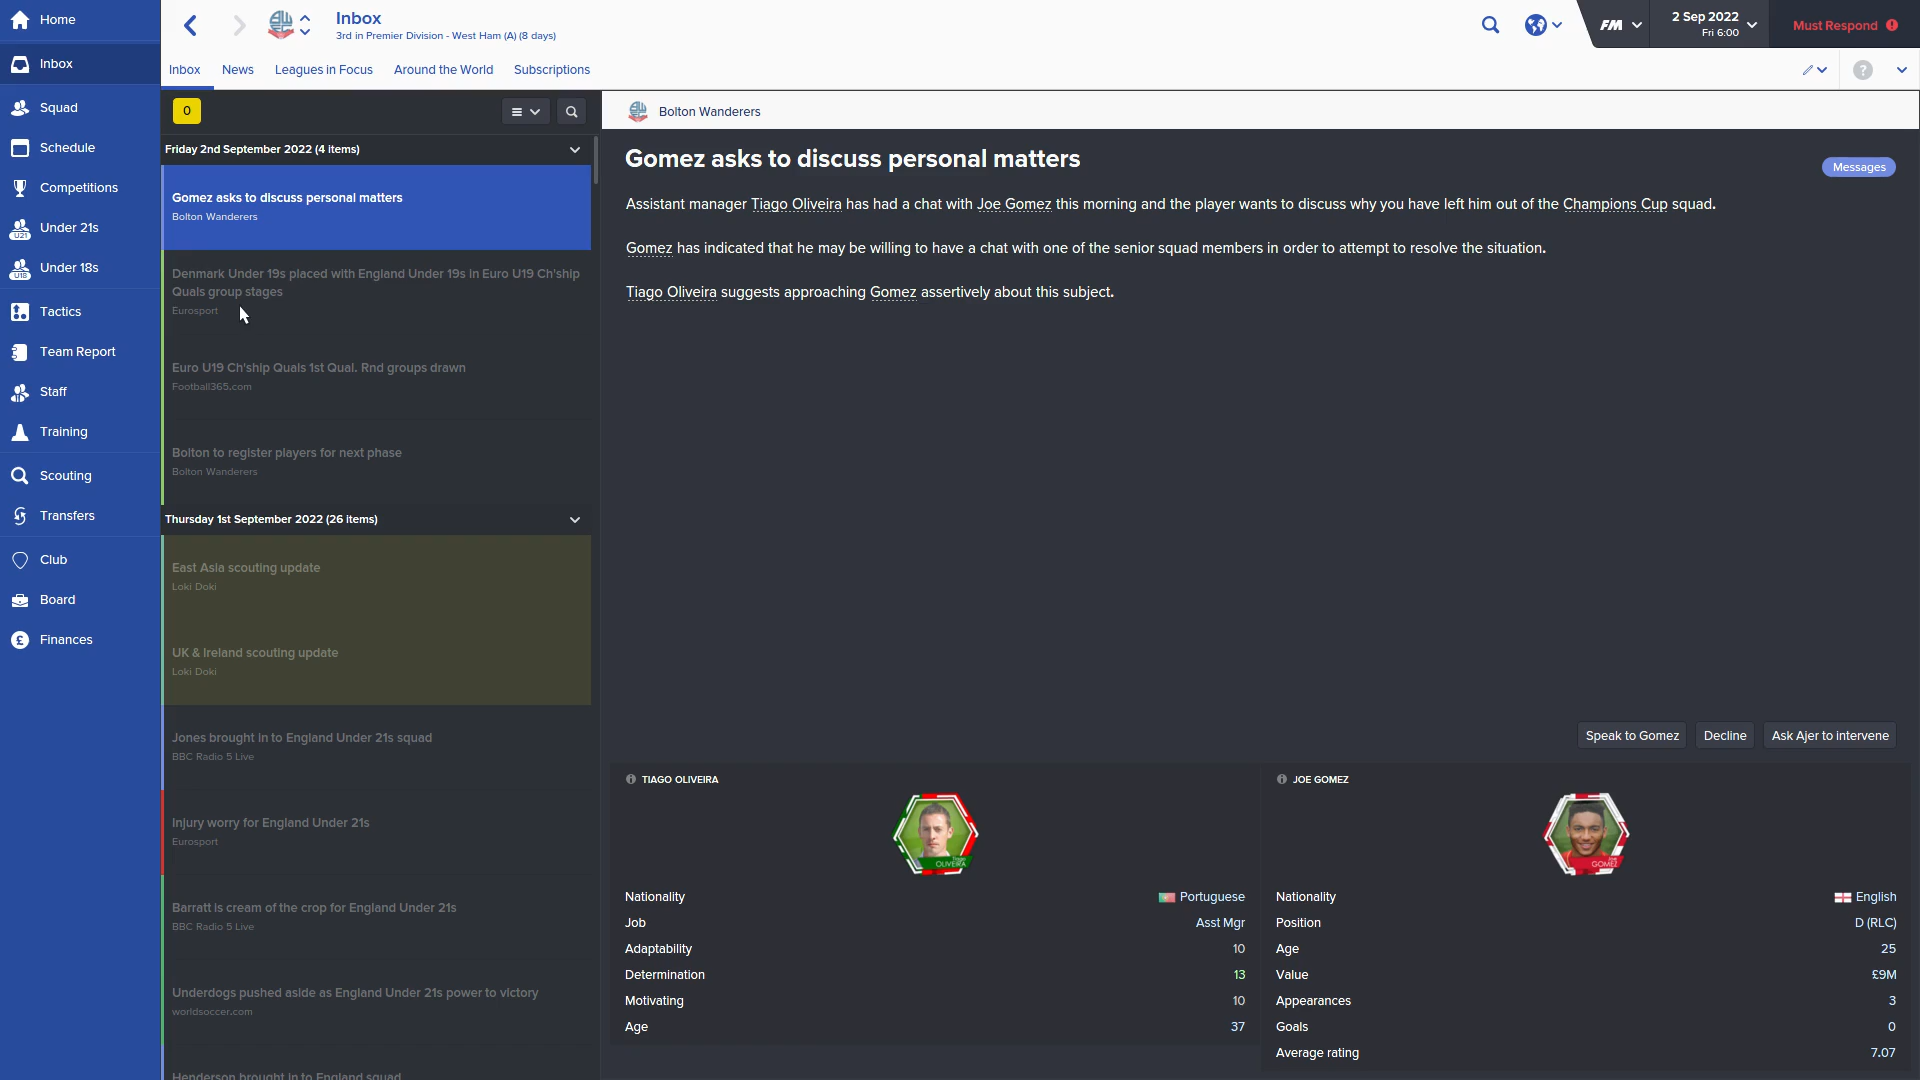 Home
Inbox
Squad
Schedule
Competitions
Under 21s
U21
Under 18s
U18
Tactics
Team Report
Staff
Training
Scouting
Transfers
Club
Board
Finances
Inbox
3rd in Premier Division - West Ham (A) (8 days)
FM
2 Sep 2022
Fri 6:00
Must Respond
Inbox
News
Leagues in Focus
Around the World
Subscriptions
?
0
Friday 2nd September 2022 (4 items)
Gomez asks to discuss personal matters
Bolton Wanderers
Denmark Under 19s placed with England Under 19s in Euro U19 Ch'ship
Quals group stages
Eurosport
Euro U19 Ch'ship Quals 1st Qual. Rnd groups drawn
Football365.com
Bolton to register players for next phase
Bolton Wanderers
Thursday 1st September 2022 (26 items)
East Asia scouting update
Loki Doki
UK & Ireland scouting update
Loki Doki
Jones brought in to England Under 21s squad
BBC Radio 5 Live
Injury worry for England Under 21s
Eurosport
Barratt is cream of the crop for England Under 21s
BBC Radio 5 Live
Underdogs pushed aside as England Under 21s power to victory
worldsoccer.com
Henderson brought in to England squad
Bolton Wanderers
Gomez asks to discuss personal matters
Messages
Assistant manager Tiago Oliveira has had a chat with Joe Gomez this morning and the player wants to discuss why you have left him out of the Champions Cup squad.
Gomez has indicated that he may be willing to have a chat with one of the senior squad members in order to attempt to resolve the situation.
Tiago Oliveira suggests approaching Gomez assertively about this subject.
Speak to Gomez
Decline
Ask Ajer to intervene
TIAGO OLIVEIRA
Tiago
OLIVEIRA
Nationality Portuguese
Job Asst Mgr
Adaptability 10
Determination 13
Motivating 10
Age 37
JOE GOMEZ
Joe
GOMEZ
Nationality English
Position D (RLC)
Age 25
Value £9M
Appearances 3
Goals 0
Average rating 7.07